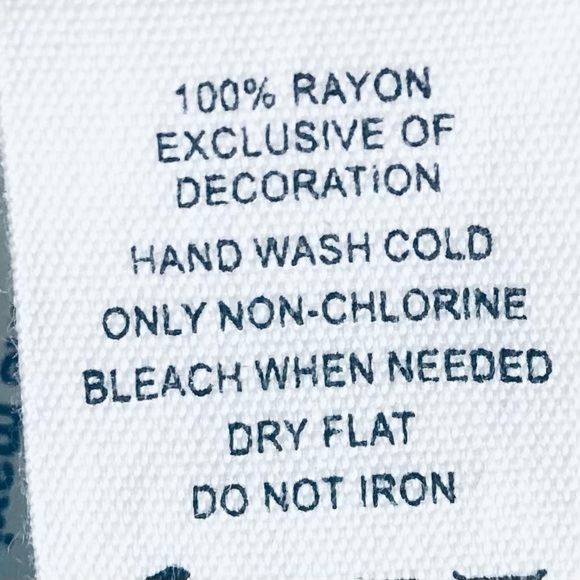 100% RAYON
EXCLUSIVE OF
DECORATION
HAND WASH COLD
ONLY NON-CHLORINE
BLEACH WHEN NEEDED
DRY FLAT
DO NOT IRON